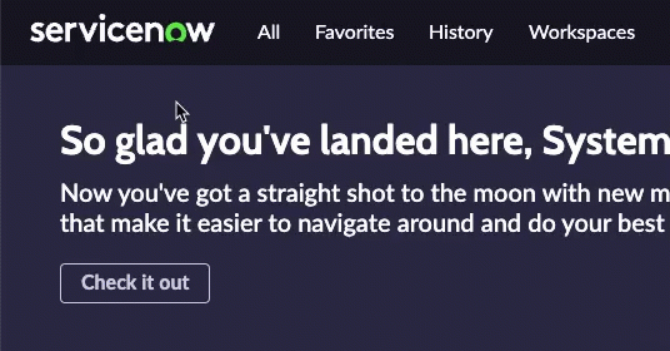 servicenow All Favorites History Workspaces
So glad you've landed here, System
Now you've got a straight shot to the moon with new m
that make it easier to navigate around and do your best
Check it out